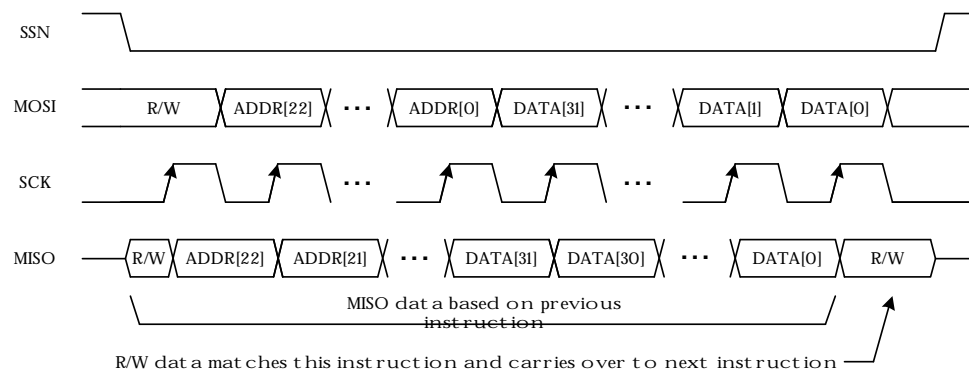 SSN
MOSI R/W ADDR[22] ... ADDR[0] DATA[31] ... DATA[1] DATA[0]
SCK ... ...
MISO R/W ADDR[22] ADDR[21] ... DATA[31] DATA[30] ... DATA[0] R/W
MISO data based on previous
instruction
R/W data matches this instruction and carries over to next instruction